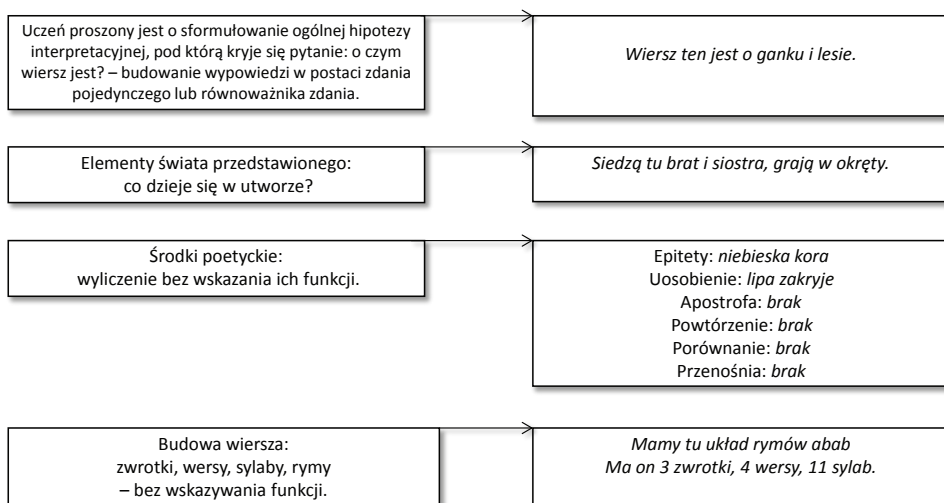 Uczeń proszony jest o sformułowanie ogólnej hipotezy
interpretacyjnej, pod którą kryje się pytanie: o czym
wiersz jest? – budowanie wypowiedzi w postaci zdania
pojedynczego lub równoważnika zdania.
Wiersz ten jest o ganku i lesie.
Elementy świata przedstawionego:
co dzieje się w utworze?
Siedzą tu brat i siostra, grają w okręty.
Środki poetyckie:
wyliczenie bez wskazania ich funkcji.
Epitety: niebieska kora
Uosobienie: lipa zakryje
Apostrofa: brak
Powtórzenie: brak
Porównanie: brak
Przenośnia: brak
Budowa wiersza:
zwrotki, wersy, sylaby, rymy
– bez wskazywania funkcji.
Mamy tu układ rymów abab
Ma on 3 zwrotki, 4 wersy, 11 sylab.